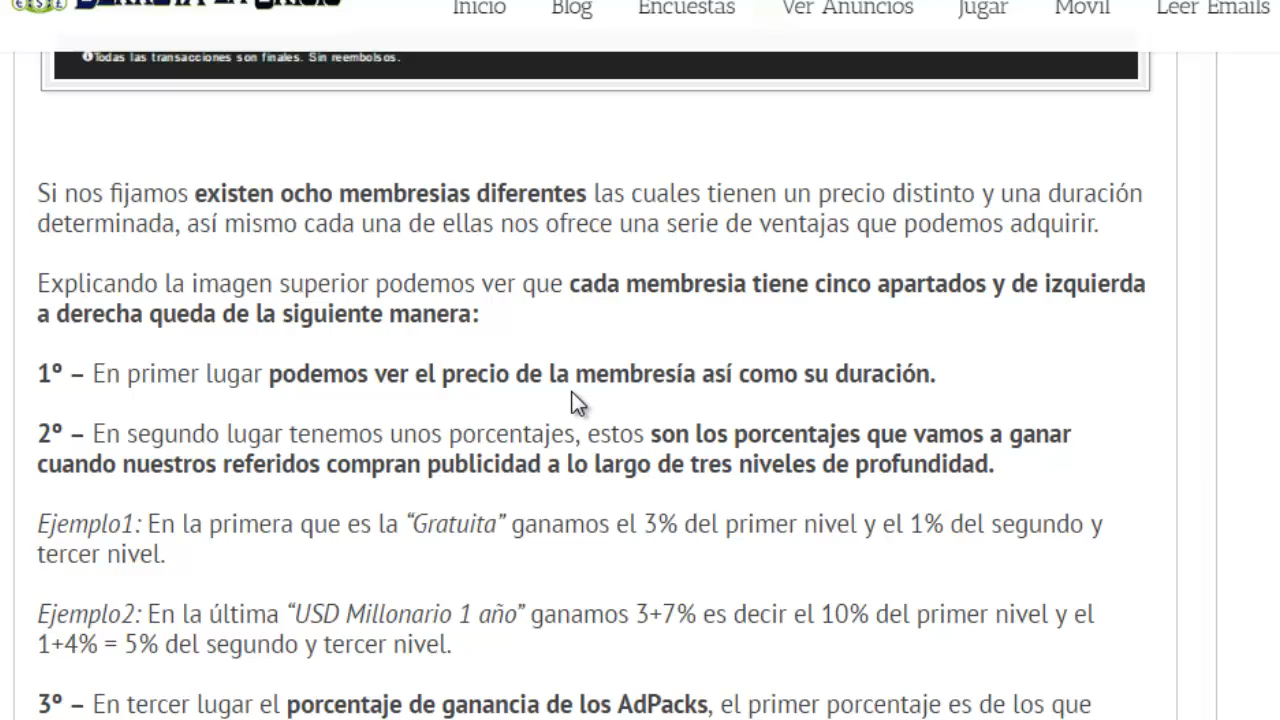 Inicio Blog Encuestas Ver Anuncios Jugar Movil Leer Emails
Todas las transacciones son finales. Sin reembolsos.
Si nos fijamos existen ocho membresias diferentes las cuales tienen un precio distinto y una duración
determinada, así mismo cada una de ellas nos ofrece una serie de ventajas que podemos adquirir.
Explicando la imagen superior podemos ver que cada membresia tiene cinco apartados y de izquierda
a derecha queda de la siguiente manera:
1º – En primer lugar podemos ver el precio de la membresía así como su duración.
2º – En segundo lugar tenemos unos porcentajes, estos son los porcentajes que vamos a ganar
cuando nuestros referidos compran publicidad a lo largo de tres niveles de profundidad.
Ejemplo1: En la primera que es la “Gratuita” ganamos el 3% del primer nivel y el 1% del segundo y
tercer nivel.
Ejemplo2: En la última “USD Millonario 1 año” ganamos 3+7% es decir el 10% del primer nivel y el
1+4% = 5% del segundo y tercer nivel.
3º – En tercer lugar el porcentaje de ganancia de los AdPacks, el primer porcentaje es de los que